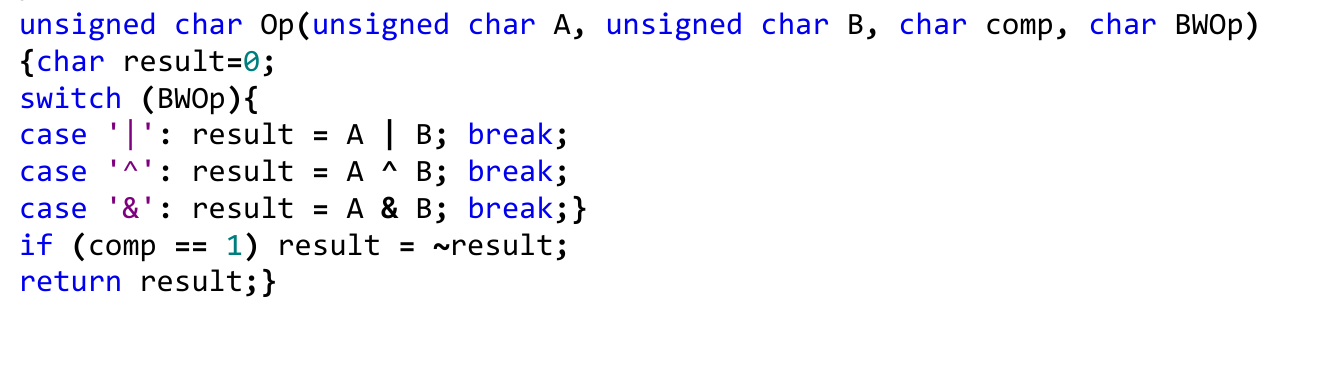 unsigned char Op(unsigned char A, unsigned char B, char comp, char BWOp)
{char result=0;
switch (BWOp){
case '|': result = A | B; break;
case '^': result = A ^ B; break;
case '&': result = A & B; break;}
if (comp == 1) result = ~result;
return result;}